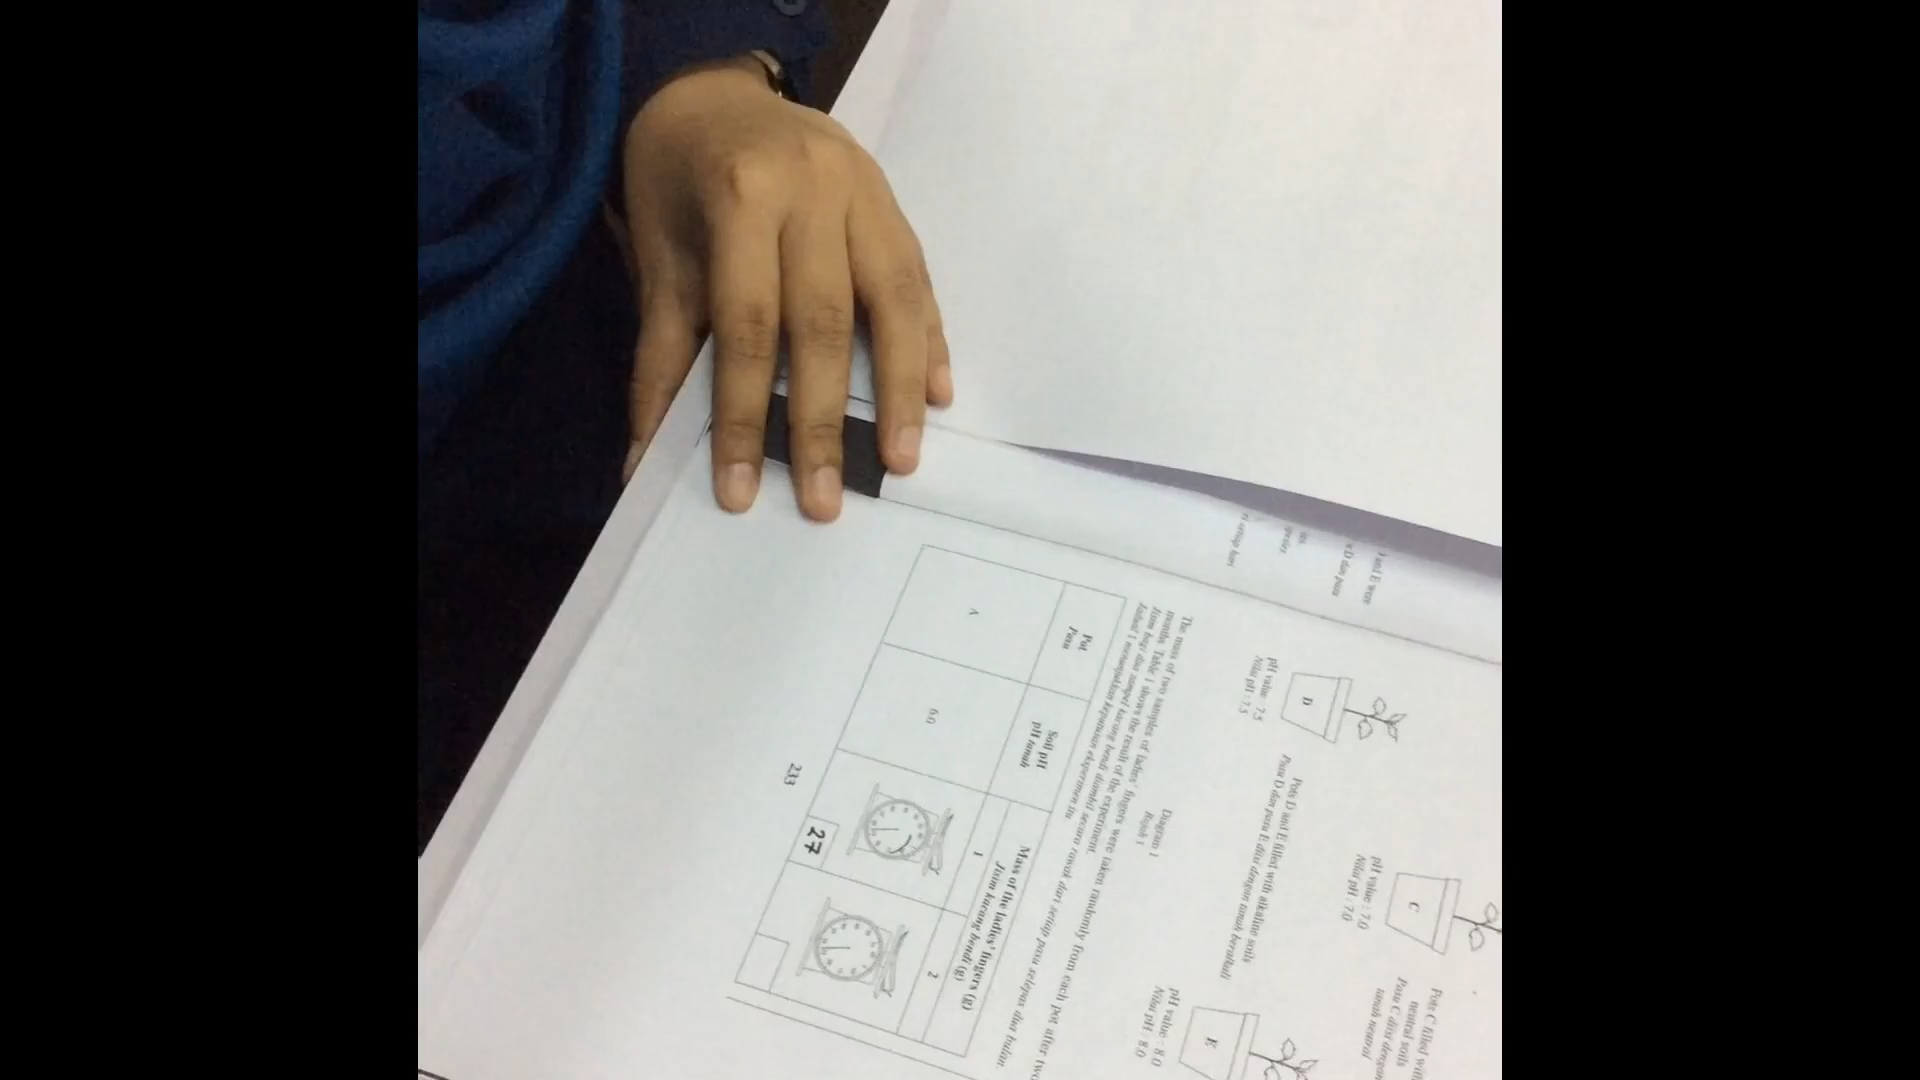 x D dan pasu
ri setiap hari
D
pH value : 7.5
Nilai pH : 7.5
C
pH value : 7.0
Nilai pH : 7.0
Pots C filled with
neutral soils
Pasu C diisi dengan
tanah neutral
Pots D and E filled with alkaline soils
Pasu D dan pasu E diisi dengan tanah beralkali
E
pH value : 8.0
Nilai pH : 8.0
Diagram 1
Rajah 1
The mass of two samples of ladies' fingers were taken randomly from each pot after two
months. Table 1 shows the result of the experiment.
Jisim bagi dua sampel kacang bendi diambil secara rawak dari setiap pasu selepas dua bulan.
Jadual 1 menunjukkan keputusan eksperimen itu
Pot
Pasu
Soil pH
pH tanah
Mass of the ladies' fingers (g)
Jisim kacang bendi (g)
1
2
A
6.0
27
233